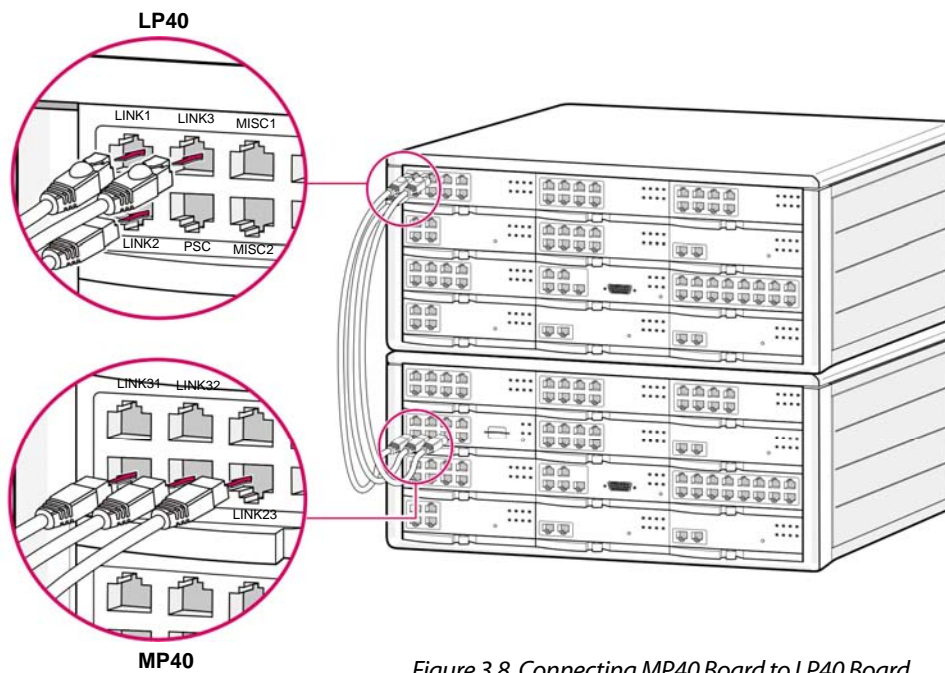 LP40
LINK1 LINK3 MISC1
LINK2 PSC MISC2
LINK31 LINK32
LINK23
MP40
Figure 3.8 Connecting MP40 Board to LP40 Board